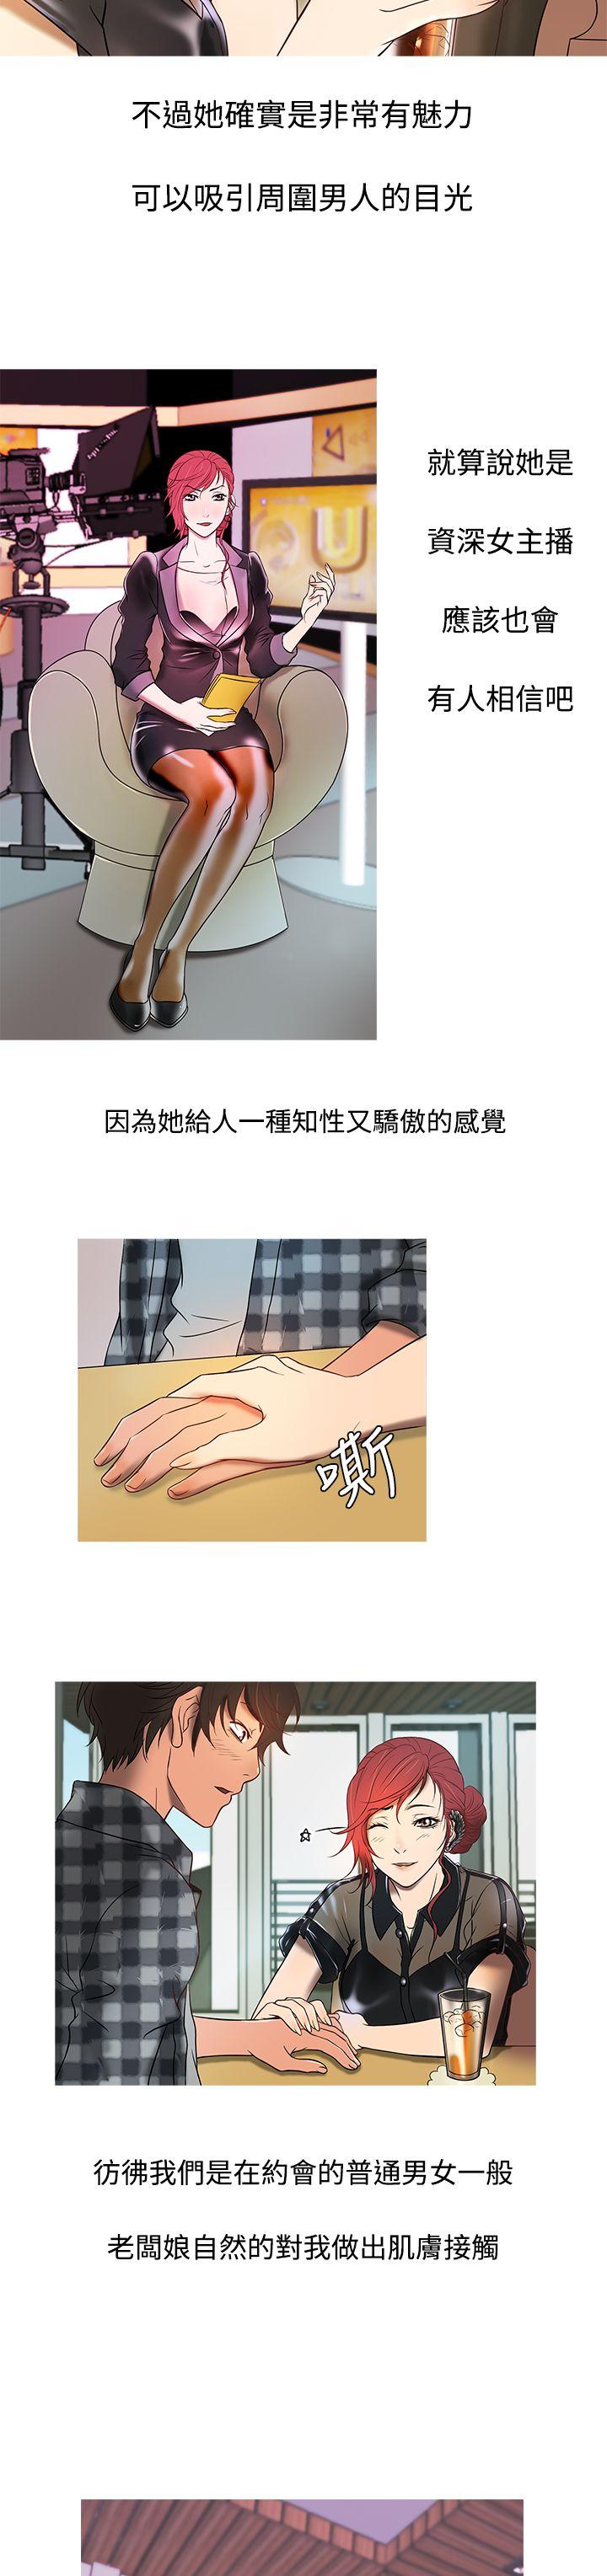 不過她確實是非常有魅力
可以吸引周圍男人的目光
就算說她是
資深女主播
應該也會
有人相信吧
因為她給人一種知性又驕傲的感覺
嘶
彷彿我們是在約會的普通男女一般
老闆娘自然的對我做出肌膚接觸